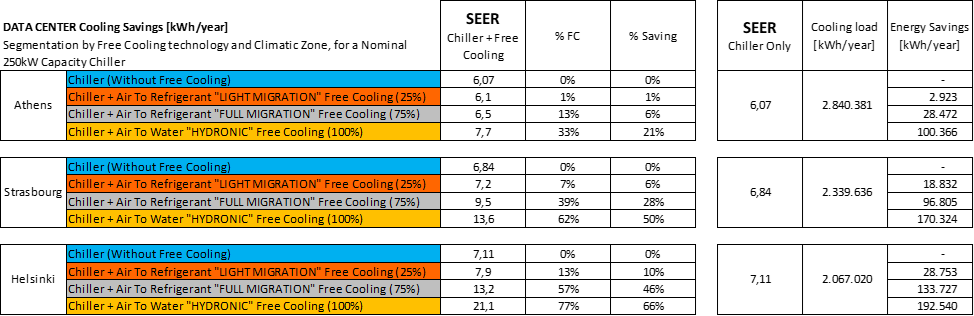 DATA CENTER Cooling Savings [kWh/year]
Segmentation by Free Cooling technology and Climatic Zone, for a Nominal
250kW Capacity Chiller
SEER
Chiller + Free
Cooling
% FC
% Saving
SEER
Chiller Only
Cooling load
[kWh/year]
Energy Savings
[kWh/year]
Athens
Chiller (Without Free Cooling) 6,07 0% 0% -
Chiller + Air To Refrigerant "LIGHT MIGRATION" Free Cooling (25%) 6,1 1% 1% 2.923
Chiller + Air To Refrigerant "FULL MIGRATION" Free Cooling (75%) 6,5 13% 6% 28.472
Chiller + Air To Water "HYDRONIC" Free Cooling (100%) 7,7 33% 21% 100.366
6,07 2.840.381
Strasbourg
Chiller (Without Free Cooling) 6,84 0% 0% -
Chiller + Air To Refrigerant "LIGHT MIGRATION" Free Cooling (25%) 7,2 7% 6% 18.832
Chiller + Air To Refrigerant "FULL MIGRATION" Free Cooling (75%) 9,5 39% 28% 96.805
Chiller + Air To Water "HYDRONIC" Free Cooling (100%) 13,6 62% 50% 170.324
6,84 2.339.636
Helsinki
Chiller (Without Free Cooling) 7,11 0% 0% -
Chiller + Air To Refrigerant "LIGHT MIGRATION" Free Cooling (25%) 7,9 13% 10% 28.753
Chiller + Air To Refrigerant "FULL MIGRATION" Free Cooling (75%) 13,2 57% 46% 133.727
Chiller + Air To Water "HYDRONIC" Free Cooling (100%) 21,1 77% 66% 192.540
7,11 2.067.020